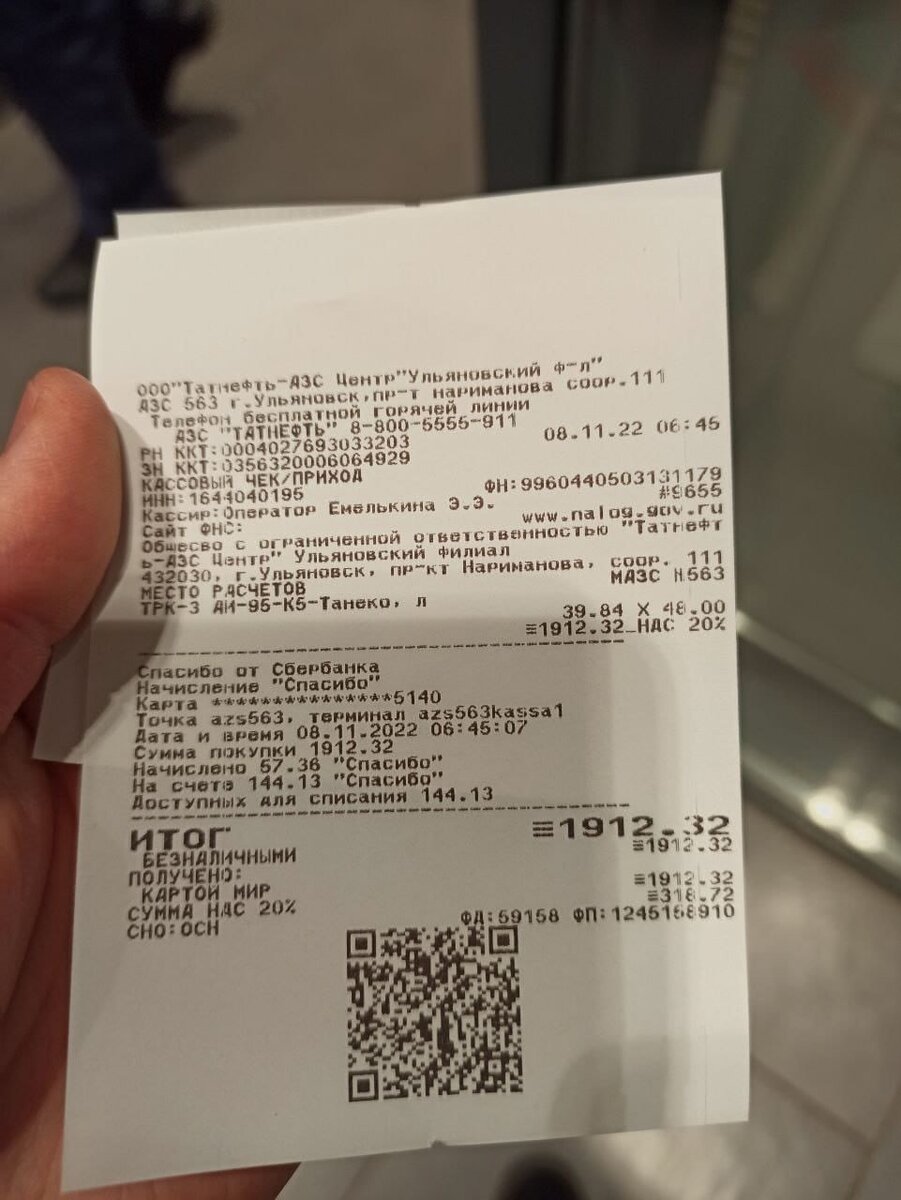 ООО"Татнефть-АЗС Центр"Ульяновский ф-л"
АЗС 563 г.Ульяновск,пр-т Нариманова соор.111
Телефон бесплатной горячей линии
АЗС "ТАТНЕФТЬ" 8-800-5555-911
РН ККТ:0004027693033203 08.11.22 06:45
ЗН ККТ:0356320006064929
КАССОВЫЙ ЧЕК/ПРИХОД
ИНН:1644040195 ФН:9960440503131179
Кассир:Оператор Емелькина Э.Э. #9655
Сайт ФНС: www.nalog.gov.ru
Общесво с ограниченной ответственностью "Татнефт
ь-АЗС Центр" Ульяновский филиал
432030, г.Ульяновск, пр-кт Нариманова, соор. 111
МЕСТО РАСЧЕТОВ МАЗС N563
ТРК-3 АИ-95-К5-Танеко, л
39.84 X 48.00
≡1912.32_НДС 20%
Спасибо от Сбербанка
Начисление "Спасибо"
Карта ***************5140
Точка azs563, терминал azs563kassa1
Дата и время 08.11.2022 06:45:07
Сумма покупки 1912.32
Начислено 57.36 "Спасибо"
На счете 144.13 "Спасибо"
Доступных для списания 144.13
ИТОГ ≡1912.32
БЕЗНАЛИЧНЫМИ ≡1912.32
ПОЛУЧЕНО:
КАРТОЙ МИР ≡1912.32
СУММА НДС 20% ≡318.72
СНО:ОСН ФД:59158 ФП:1245168910